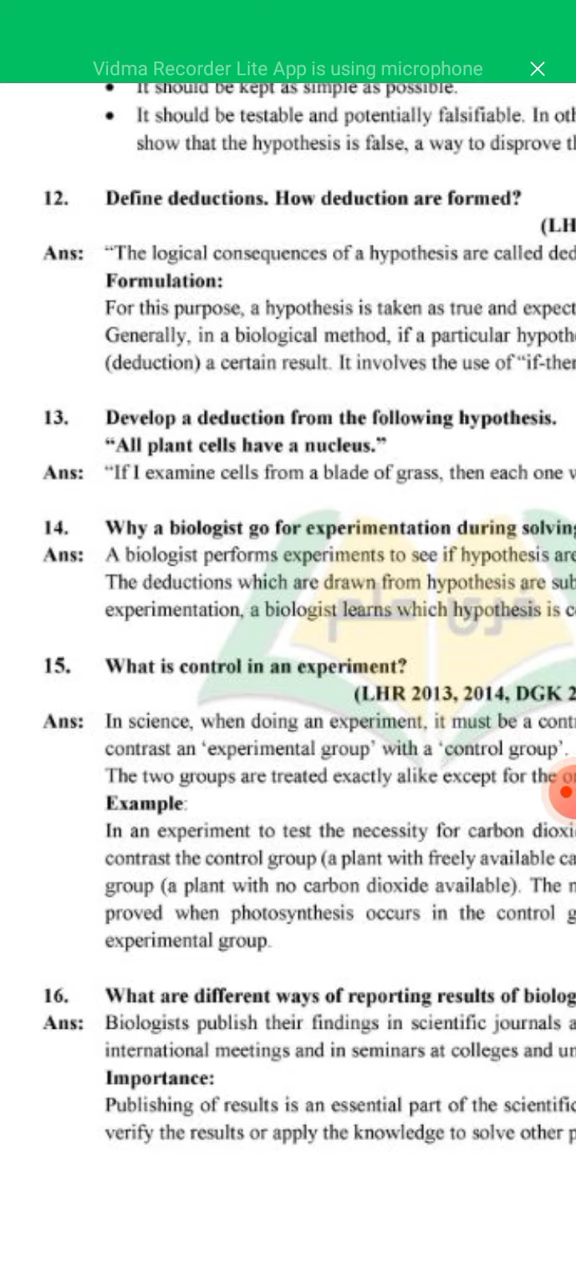 Vidma Recorder Lite App is using microphone
• It should be kept as simple as possible.
• It should be testable and potentially falsifiable. In oth
show that the hypothesis is false, a way to disprove th
12. Define deductions. How deduction are formed?
(LH
Ans: “The logical consequences of a hypothesis are called ded
Formulation:
For this purpose, a hypothesis is taken as true and expect
Generally, in a biological method, if a particular hypoth
(deduction) a certain result. It involves the use of “if-ther
13. Develop a deduction from the following hypothesis.
“All plant cells have a nucleus.”
Ans: “If I examine cells from a blade of grass, then each one v
14. Why a biologist go for experimentation during solving
Ans: A biologist performs experiments to see if hypothesis are
The deductions which are drawn from hypothesis are sub
experimentation, a biologist learns which hypothesis is c
15. What is control in an experiment?
(LHR 2013, 2014, DGK 2
Ans: In science, when doing an experiment, it must be a cont
contrast an ‘experimental group’ with a ‘control group’.
The two groups are treated exactly alike except for the
Example:
In an experiment to test the necessity for carbon dioxi
contrast the control group (a plant with freely available ca
group (a plant with no carbon dioxide available). The n
proved when photosynthesis occurs in the control g
experimental group.
16. What are different ways of reporting results of biolog
Ans: Biologists publish their findings in scientific journals a
international meetings and in seminars at colleges and un
Importance:
Publishing of results is an essential part of the scientific
verify the results or apply the knowledge to solve other p